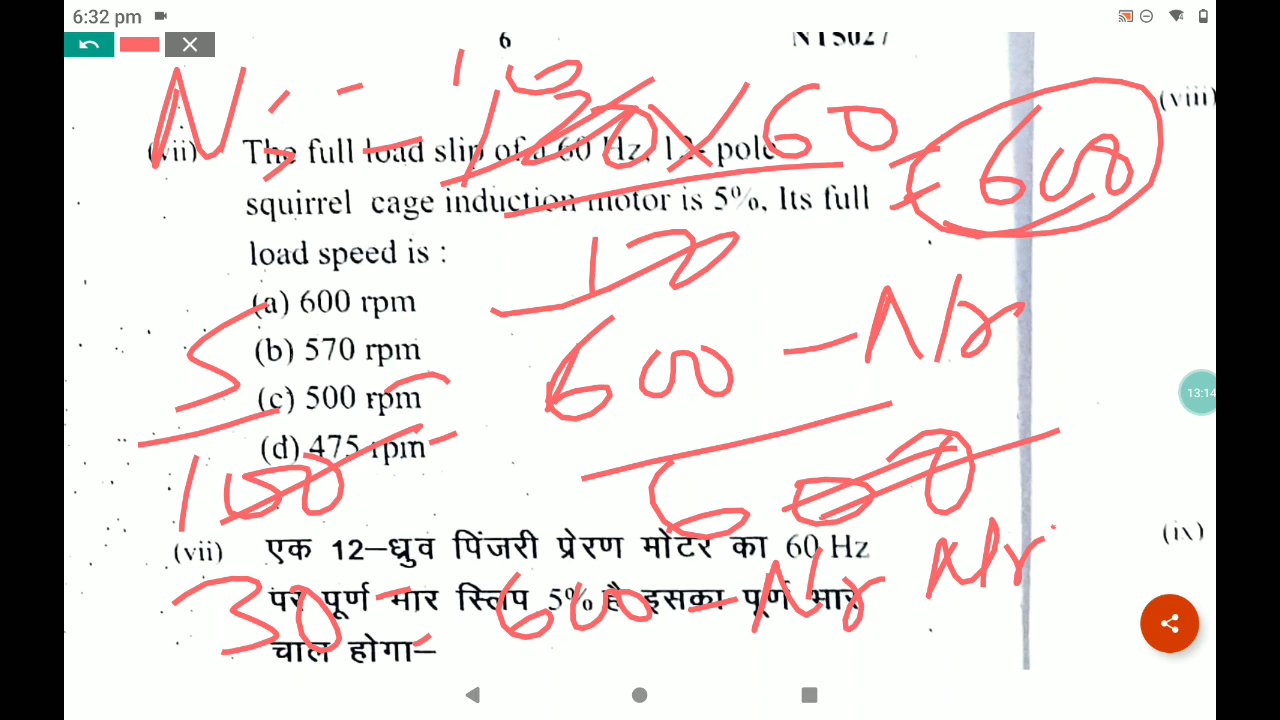 6:32 pm
6
NT5027
(viii)
(vii) The full load slip of a 60 Hz, 12- pole
squirrel cage induction motor is 5%. Its full
load speed is :
(a) 600 rpm
(b) 570 rpm
(c) 500 rpm
(d) 475 rpm
(vii) एक 12–ध्रुव पिंजरी प्रेरण मोटर का 60 Hz
पर पूर्ण भार स्लिप 5% है इसका पूर्ण भार
चाल होगा–
(ix)
13:14
Ns = 120 × 60 = 600
120
5 = 600 – Nr
100 600
30 = 600 – Nr Nr